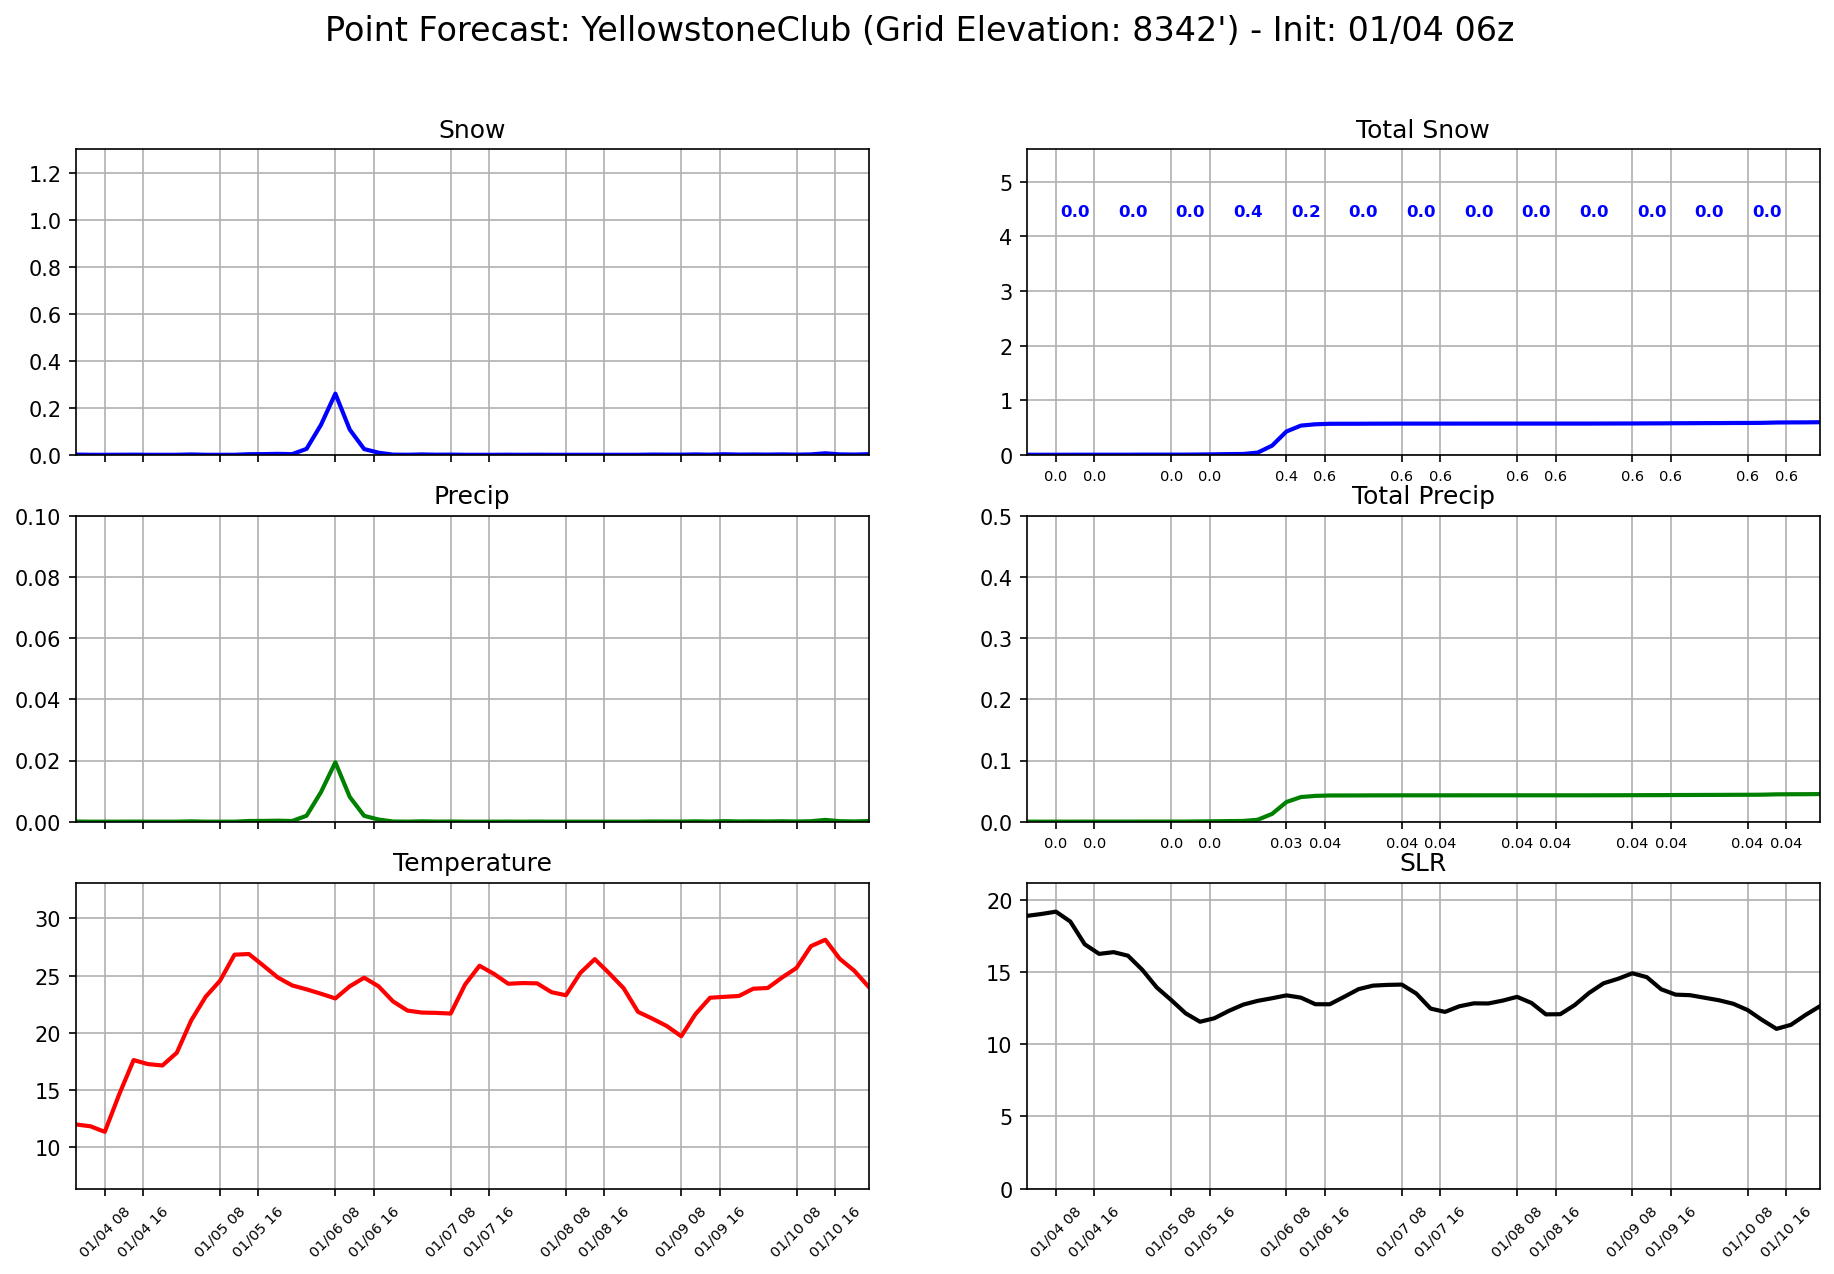 Point Forecast: YellowstoneClub (Grid Elevation: 8342') - Init: 01/04 06z
Snow
1.2
1.0
0.8
0.6
0.4
0.2
0.0
Total Snow
5
4
3
2
1
0
0.0 0.0 0.0 0.4 0.2 0.0 0.0 0.0 0.0 0.0 0.0 0.0 0.0
0.0 0.0 0.0 0.0 0.4 0.6 0.6 0.6 0.6 0.6 0.6 0.6 0.6 0.6
Precip
0.10
0.08
0.06
0.04
0.02
0.00
Total Precip
0.5
0.4
0.3
0.2
0.1
0.0
0.0 0.0 0.0 0.0 0.03 0.04 0.04 0.04 0.04 0.04 0.04 0.04 0.04 0.04
Temperature
30
25
20
15
10
01/04 08 01/04 16 01/05 08 01/05 16 01/06 08 01/06 16 01/07 08 01/07 16 01/08 08 01/08 16 01/09 08 01/09 16 01/10 08 01/10 16
SLR
20
15
10
5
0
01/04 08 01/04 16 01/05 08 01/05 16 01/06 08 01/06 16 01/07 08 01/07 16 01/08 08 01/08 16 01/09 08 01/09 16 01/10 08 01/10 16